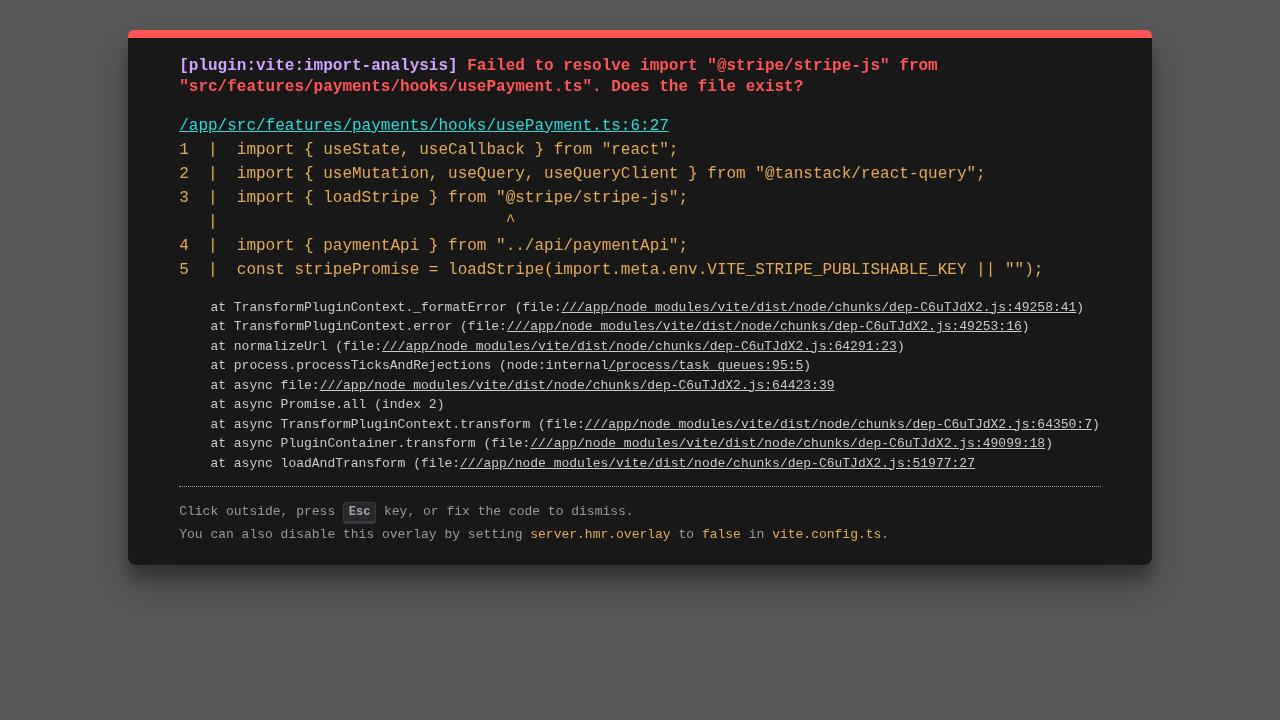 [plugin:vite:import-analysis] Failed to resolve import "@stripe/stripe-js" from
"src/features/payments/hooks/usePayment.ts". Does the file exist?
/app/src/features/payments/hooks/usePayment.ts:6:27
1  |  import { useState, useCallback } from "react";
2  |  import { useMutation, useQuery, useQueryClient } from "@tanstack/react-query";
3  |  import { loadStripe } from "@stripe/stripe-js";
   |                              ^
4  |  import { paymentApi } from "../api/paymentApi";
5  |  const stripePromise = loadStripe(import.meta.env.VITE_STRIPE_PUBLISHABLE_KEY || "");
at TransformPluginContext._formatError (file:///app/node_modules/vite/dist/node/chunks/dep-C6uTJdX2.js:49258:41)
at TransformPluginContext.error (file:///app/node_modules/vite/dist/node/chunks/dep-C6uTJdX2.js:49253:16)
at normalizeUrl (file:///app/node_modules/vite/dist/node/chunks/dep-C6uTJdX2.js:64291:23)
at process.processTicksAndRejections (node:internal/process/task_queues:95:5)
at async file:///app/node_modules/vite/dist/node/chunks/dep-C6uTJdX2.js:64423:39
at async Promise.all (index 2)
at async TransformPluginContext.transform (file:///app/node_modules/vite/dist/node/chunks/dep-C6uTJdX2.js:64350:7)
at async PluginContainer.transform (file:///app/node_modules/vite/dist/node/chunks/dep-C6uTJdX2.js:49099:18)
at async loadAndTransform (file:///app/node_modules/vite/dist/node/chunks/dep-C6uTJdX2.js:51977:27
Click outside, press Esc key, or fix the code to dismiss.
You can also disable this overlay by setting server.hmr.overlay to false in vite.config.ts.